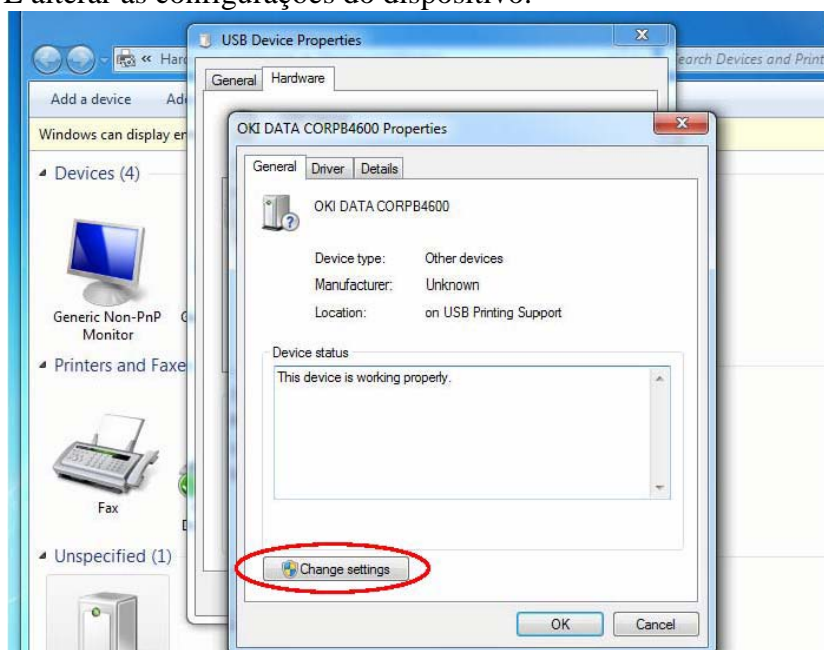 E alterar as configurações do dispositivo:
USB Device Properties
« Hard
earch Devices and Print
General Hardware
Add a device Ad
OKI DATA CORPB4600 Properties
Windows can display er
General Driver Details
Devices (4)
OKI DATA CORPB4600
Device type: Other devices
Manufacturer: Unknown
Location: on USB Printing Support
Generic Non-PnP
Monitor
Device status
This device is working properly.
Printers and Faxe
Fax
Unspecified (1)
Change settings
OK Cancel